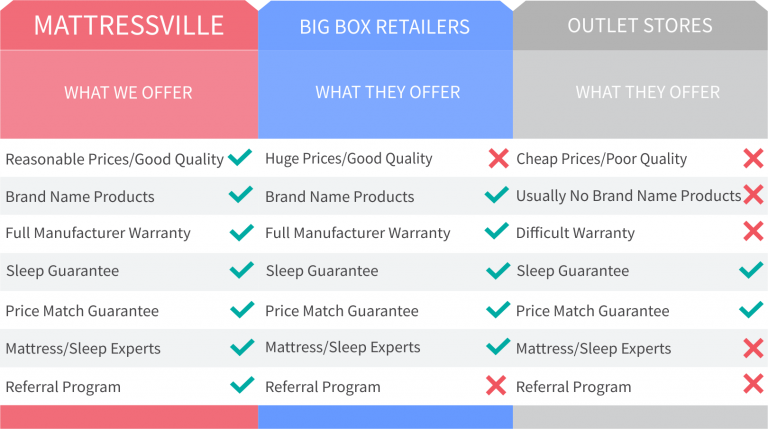 MATTRESSVILLE
BIG BOX RETAILERS
OUTLET STORES
WHAT WE OFFER
WHAT THEY OFFER
WHAT THEY OFFER
Reasonable Prices/Good Quality
Huge Prices/Good Quality
Cheap Prices/Poor Quality
Brand Name Products
Brand Name Products
Usually No Brand Name Products
Full Manufacturer Warranty
Full Manufacturer Warranty
Difficult Warranty
Sleep Guarantee
Sleep Guarantee
Sleep Guarantee
Price Match Guarantee
Price Match Guarantee
Price Match Guarantee
Mattress/Sleep Experts
Mattress/Sleep Experts
Mattress/Sleep Experts
Referral Program
Referral Program
Referral Program